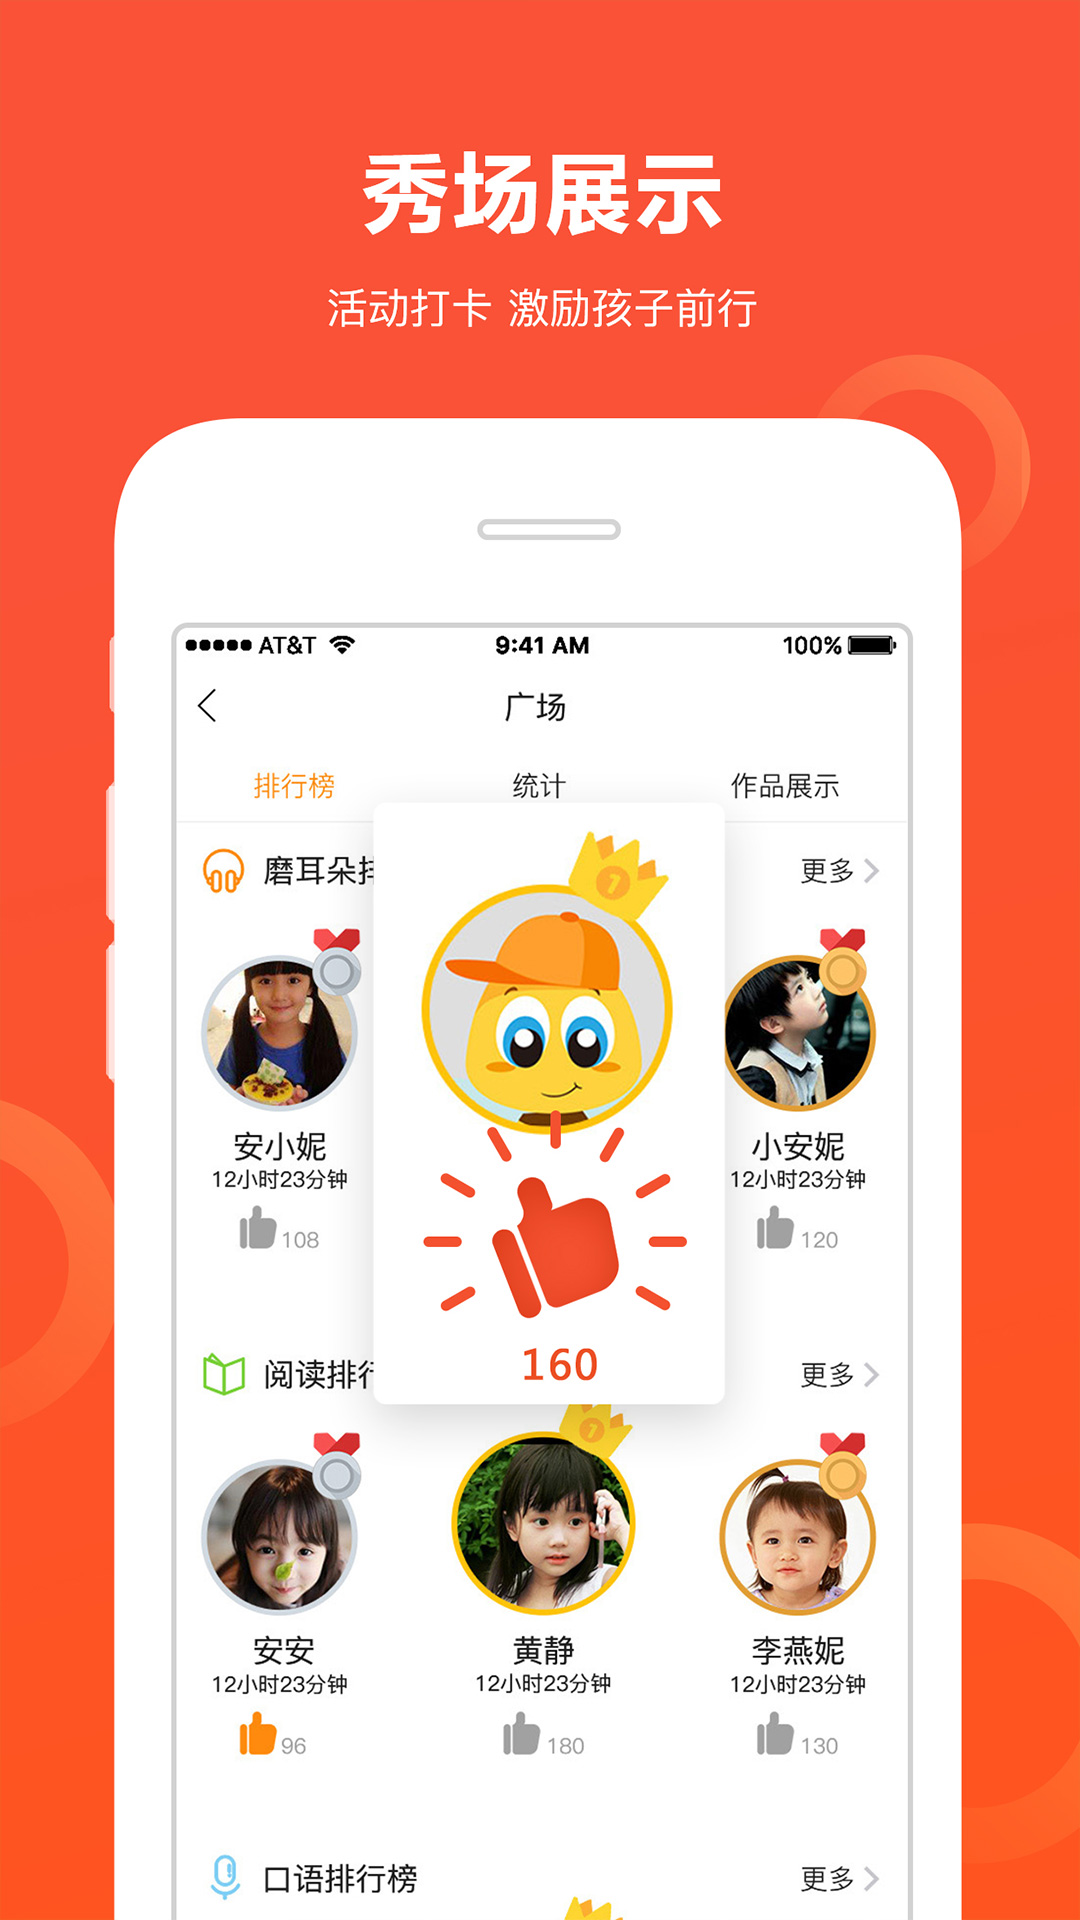 秀场展示
活动打卡 激励孩子前行
AT&T 9:41 AM 100%
广场
排行榜 统计 作品展示
磨耳朵排 更多
1
安小妮 小安妮
12小时23分钟 12小时23分钟
108 120
160
阅读排行 更多
1
安安 黄静 李燕妮
12小时23分钟 12小时23分钟 12小时23分钟
96 180 130
口语排行榜 更多